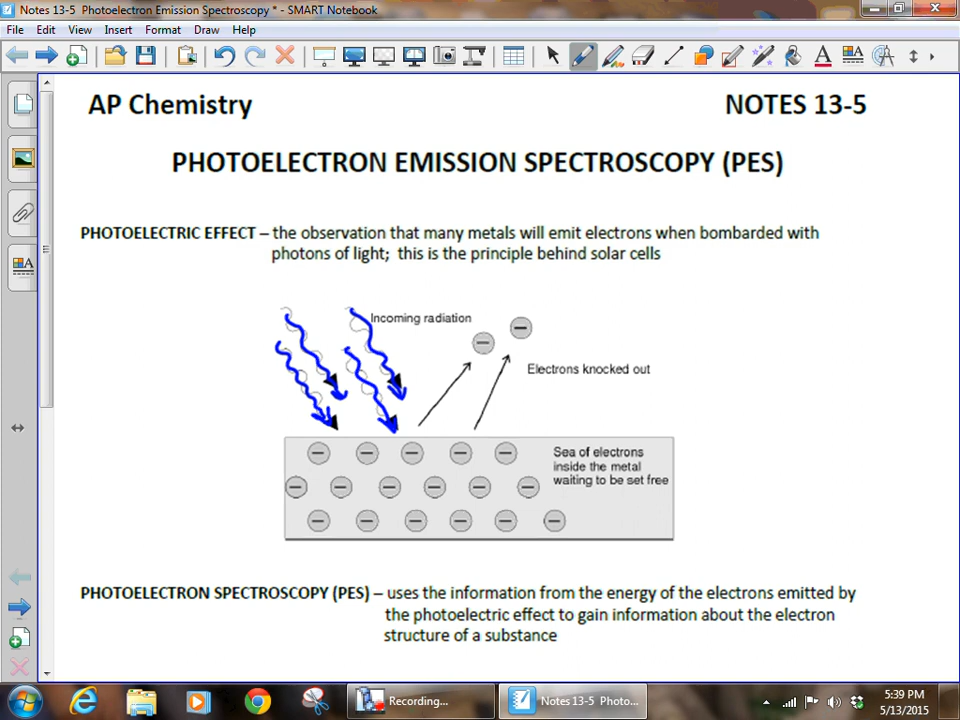 Notes 13-5  Photoelectron Emission Spectroscopy * - SMART Notebook
File Edit View Insert Format Draw Help
AP Chemistry
NOTES 13-5
PHOTOELECTRON EMISSION SPECTROSCOPY (PES)
PHOTOELECTRIC EFFECT – the observation that many metals will emit electrons when bombarded with
photons of light;  this is the principle behind solar cells
Incoming radiation
Electrons knocked out
Sea of electrons
inside the metal
waiting to be set free
PHOTOELECTRON SPECTROSCOPY (PES) – uses the information from the energy of the electrons emitted by
the photoelectric effect to gain information about the electron
structure of a substance
Recording...
Notes 13-5  Photo...
5:39 PM
5/13/2015